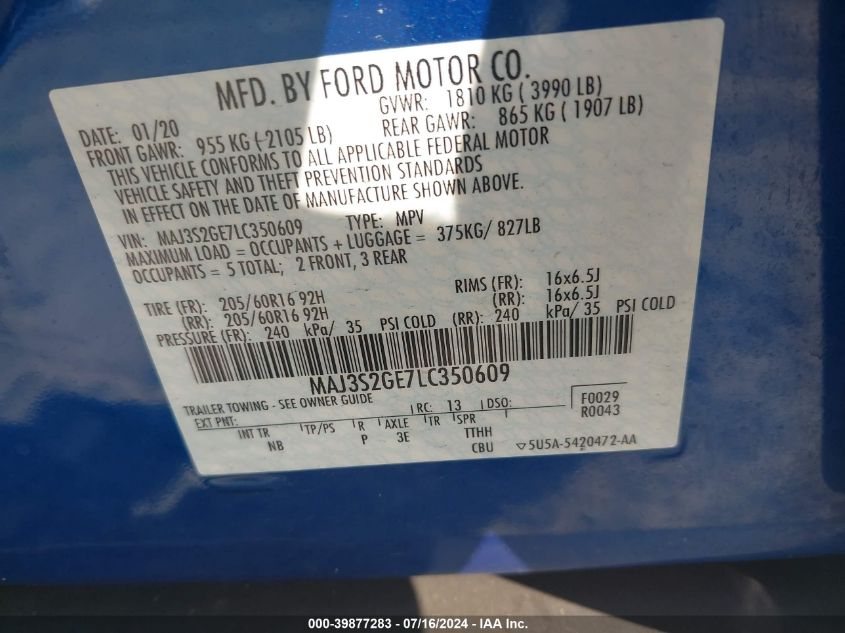 MFD. BY FORD MOTOR CO.
DATE: 01/20 GVWR: 1810 KG ( 3990 LB)
FRONT GAWR: 955 KG (-2105 LB) REAR GAWR: 865 KG ( 1907 LB)
THIS VEHICLE CONFORMS TO ALL APPLICABLE FEDERAL MOTOR
VEHICLE SAFETY AND THEFT PREVENTION STANDARDS
IN EFFECT ON THE DATE OF MANUFACTURE SHOWN ABOVE.
VIN: MAJ3S2GE7LC350609 TYPE: MPV
MAXIMUM LOAD = OCCUPANTS + LUGGAGE = 375KG/ 827LB
OCCUPANTS = 5 TOTAL; 2 FRONT, 3 REAR
TIRE (FR): 205/60R16 92H RIMS (FR): 16x6.5J
(RR): 205/60R16 92H (RR): 16x6.5J
PRESSURE (FR): 240 kPa/ 35 PSI COLD (RR): 240 kPa/ 35 PSI COLD
MAJ3S2GE7LC350609
TRAILER TOWING - SEE OWNER GUIDE
EXT PNT: RC: 13 DSO: F0029
R0043
INT TR TP/PS R AXLE TR SPR
NB P 3E TTHH
CBU 5U5A-5420472-AA
000-39877283 - 07/16/2024 - IAA Inc.